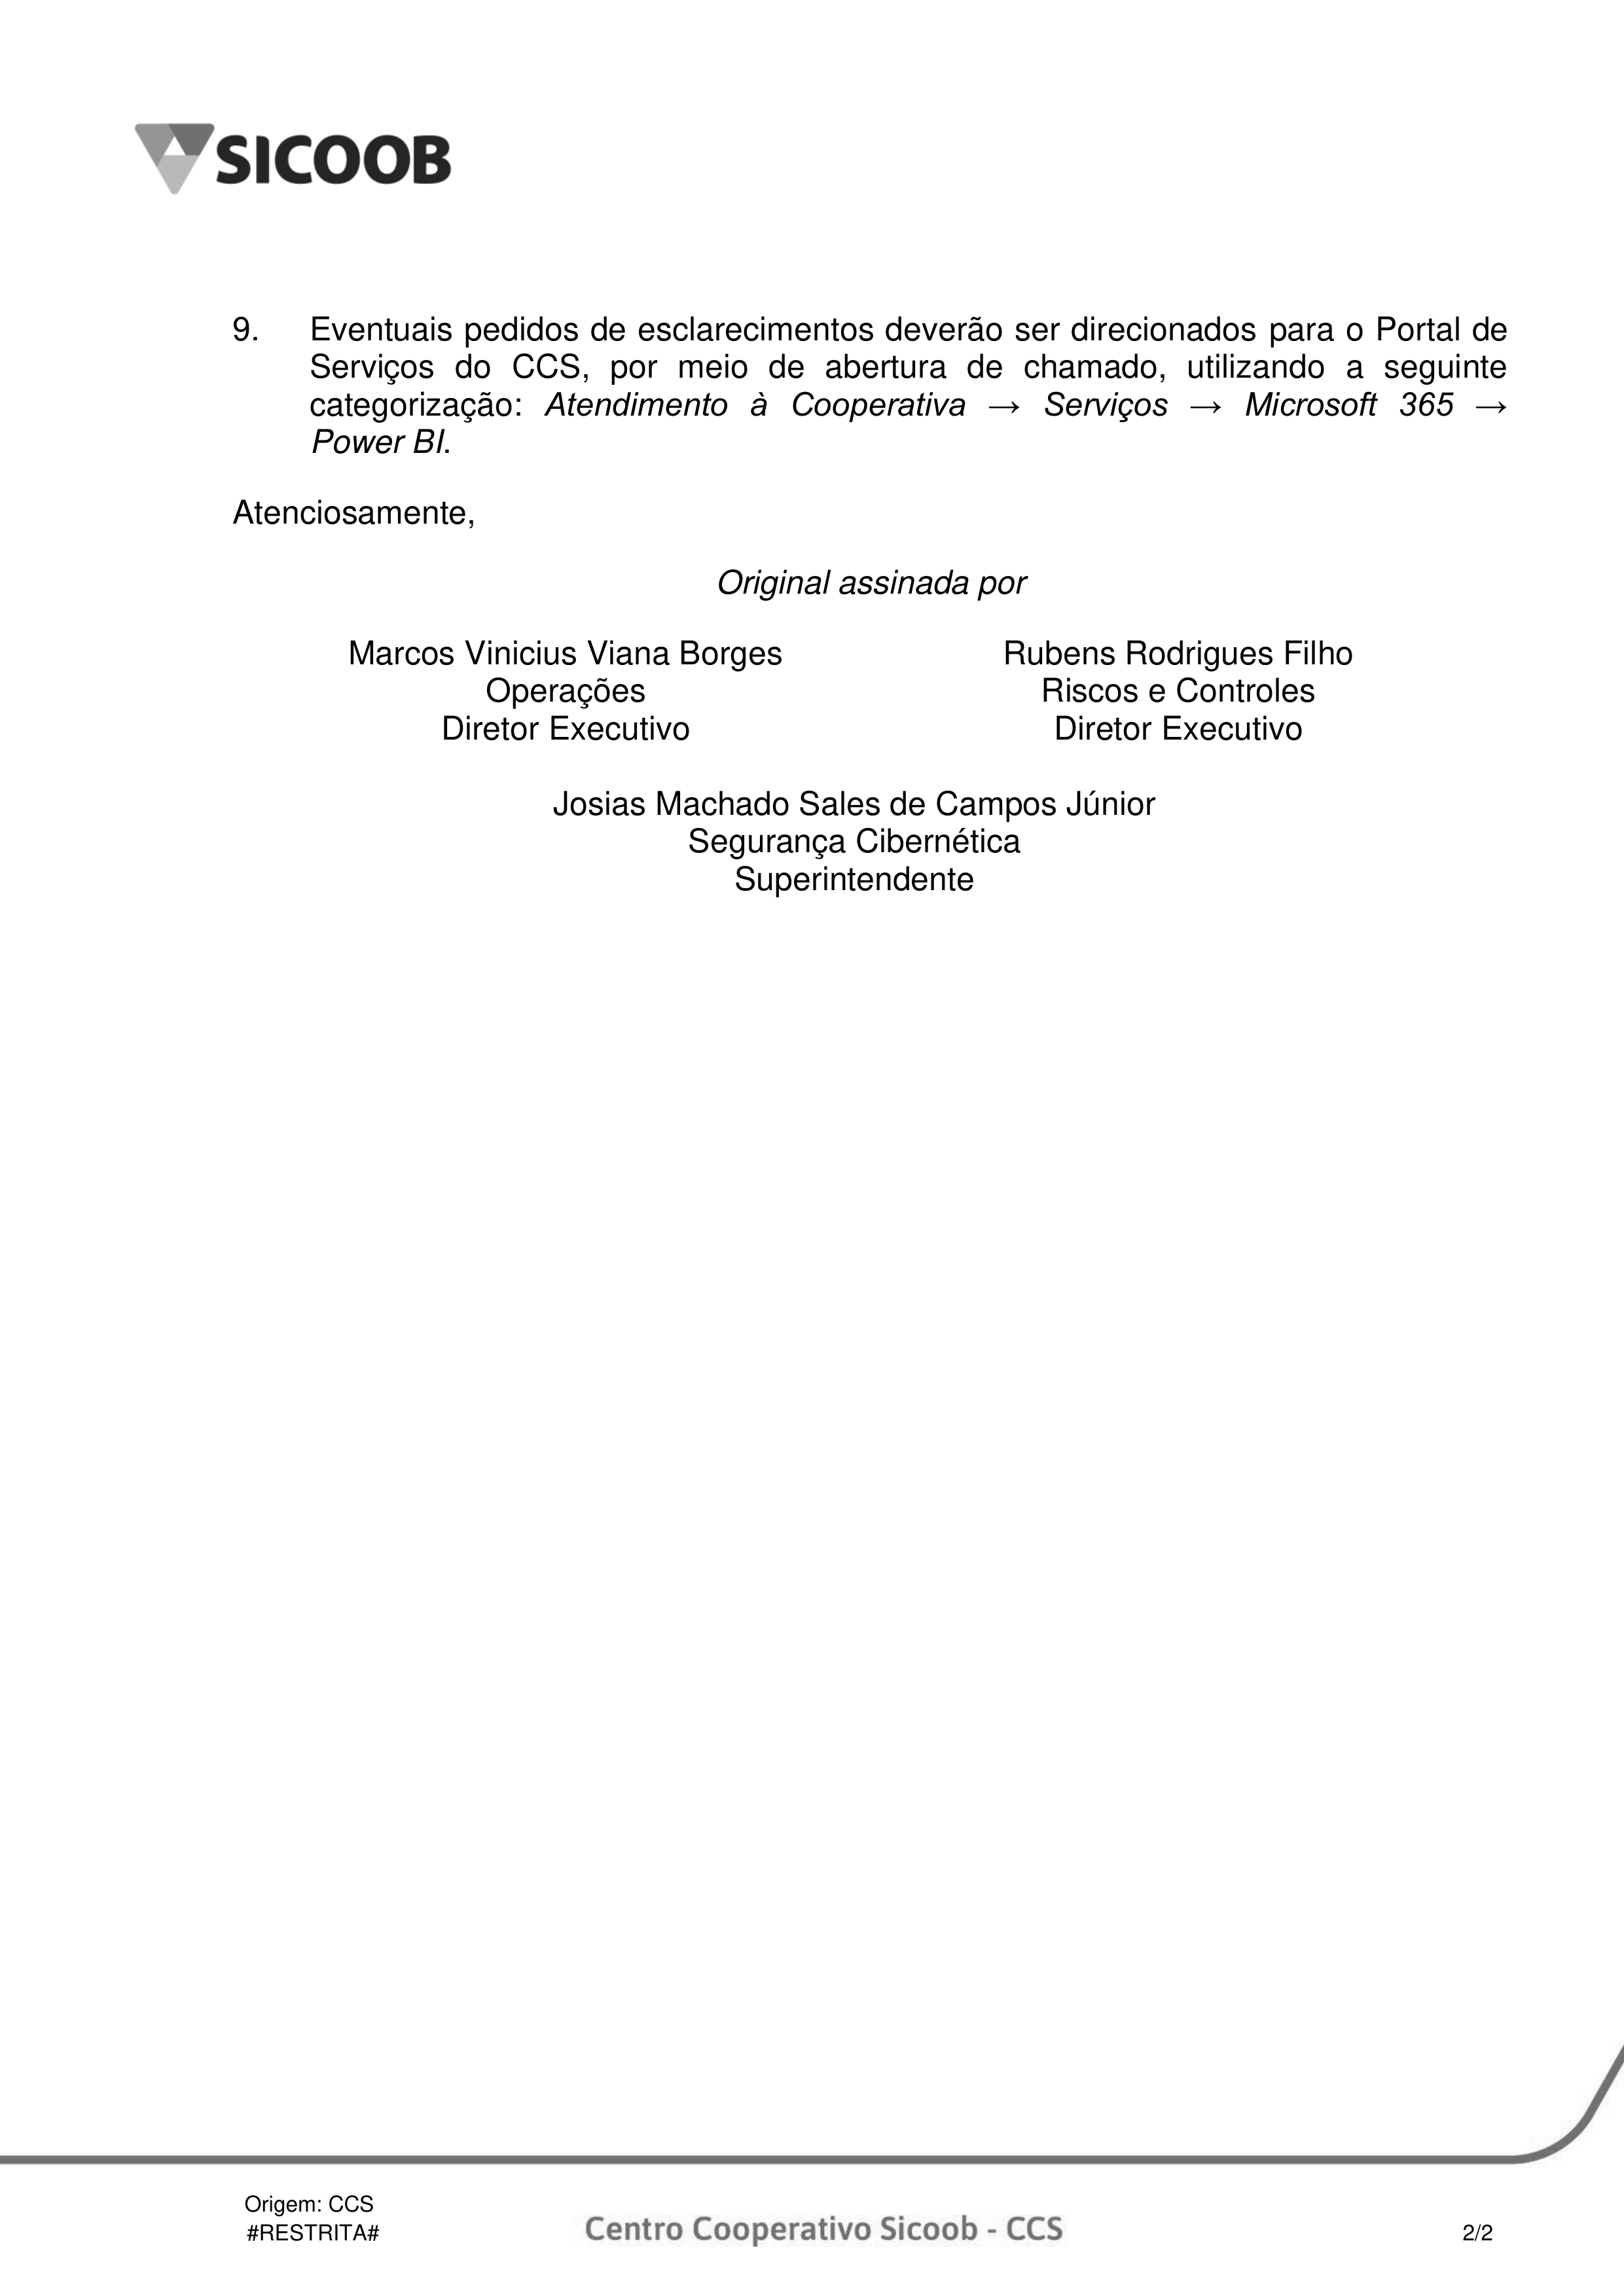 SICOOB
9. Eventuais pedidos de esclarecimentos deverão ser direcionados para o Portal de
Serviços do CCS, por meio de abertura de chamado, utilizando a seguinte
categorização: Atendimento à Cooperativa → Serviços → Microsoft 365 →
Power BI.
Atenciosamente,
Original assinada por
Marcos Vinicius Viana Borges
Operações
Diretor Executivo
Rubens Rodrigues Filho
Riscos e Controles
Diretor Executivo
Josias Machado Sales de Campos Júnior
Segurança Cibernética
Superintendente
Origem: CCS
#RESTRITA#
Centro Cooperativo Sicoob - CCS
2/2